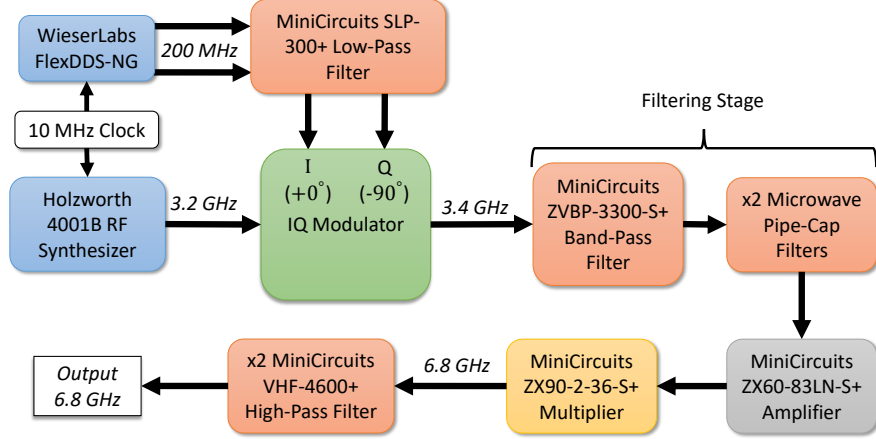 WieserLabs
FlexDDS-NG
200 MHz
MiniCircuits SLP-
300+ Low-Pass
Filter
10 MHz Clock
Filtering Stage
Holzworth
4001B RF
Synthesizer
3.2 GHz
I
(+0°)
Q
(-90°)
IQ Modulator
3.4 GHz
MiniCircuits
ZVBP-3300-S+
Band-Pass
Filter
x2 Microwave
Pipe-Cap
Filters
Output
6.8 GHz
x2 MiniCircuits
VHF-4600+
High-Pass Filter
6.8 GHz
MiniCircuits
ZX90-2-36-S+
Multiplier
MiniCircuits
ZX60-83LN-S+
Amplifier